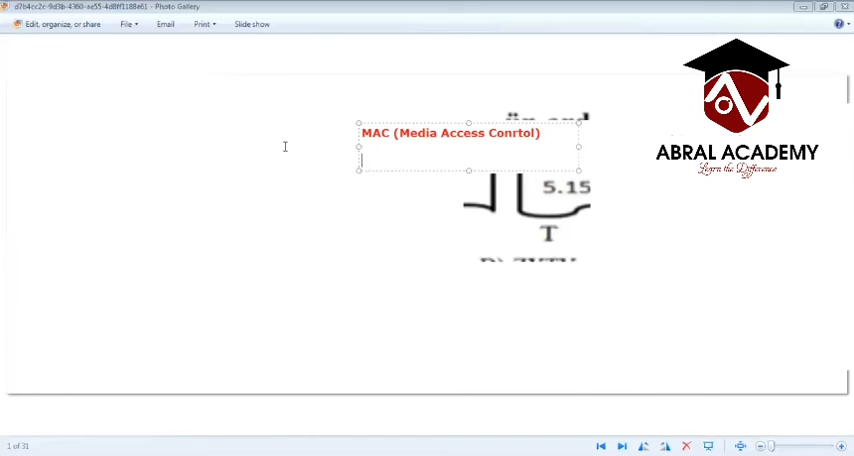 d7b4cc2c-9d3b-4360-ae55-4d8ff1188e61 - Photo Gallery
Edit, organize, or share File Email Print Slide show
MAC (Media Access Conrtol)
5.15
T
ABRAL ACADEMY
Learn the Difference
1 of 31